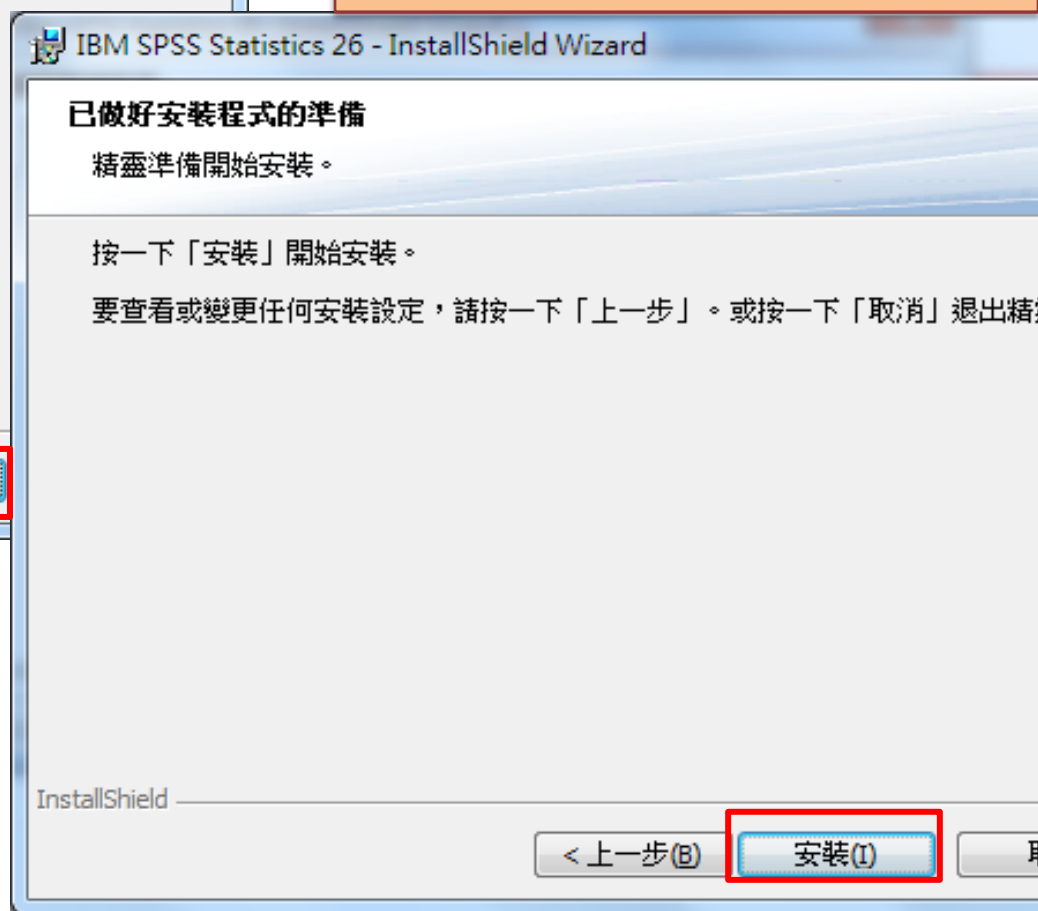 IBM SPSS Statistics 26 - InstallShield Wizard
已做好安裝程式的準備
精靈準備開始安裝。
按一下「安裝」開始安裝。
要查看或變更任何安裝設定，請按一下「上一步」。或按一下「取消」退出精
InstallShield
< 上一步(B) 安裝(I)